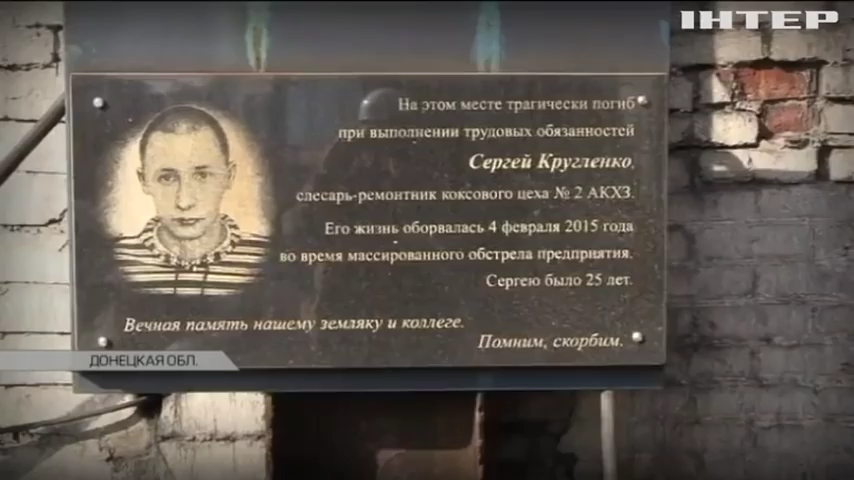 ІНТЕР
На этом месте трагически погиб
при выполнении трудовых обязанностей
Сергей Кругленко,
слесарь-ремонтник коксового цеха № 2 АКХЗ.
Его жизнь оборвалась 4 февраля 2015 года
во время массированного обстрела предприятия.
Сергею было 25 лет.
Вечная память нашему земляку и коллеге.
Помним, скорбим.
ДОНЕЦКАЯ ОБЛ.